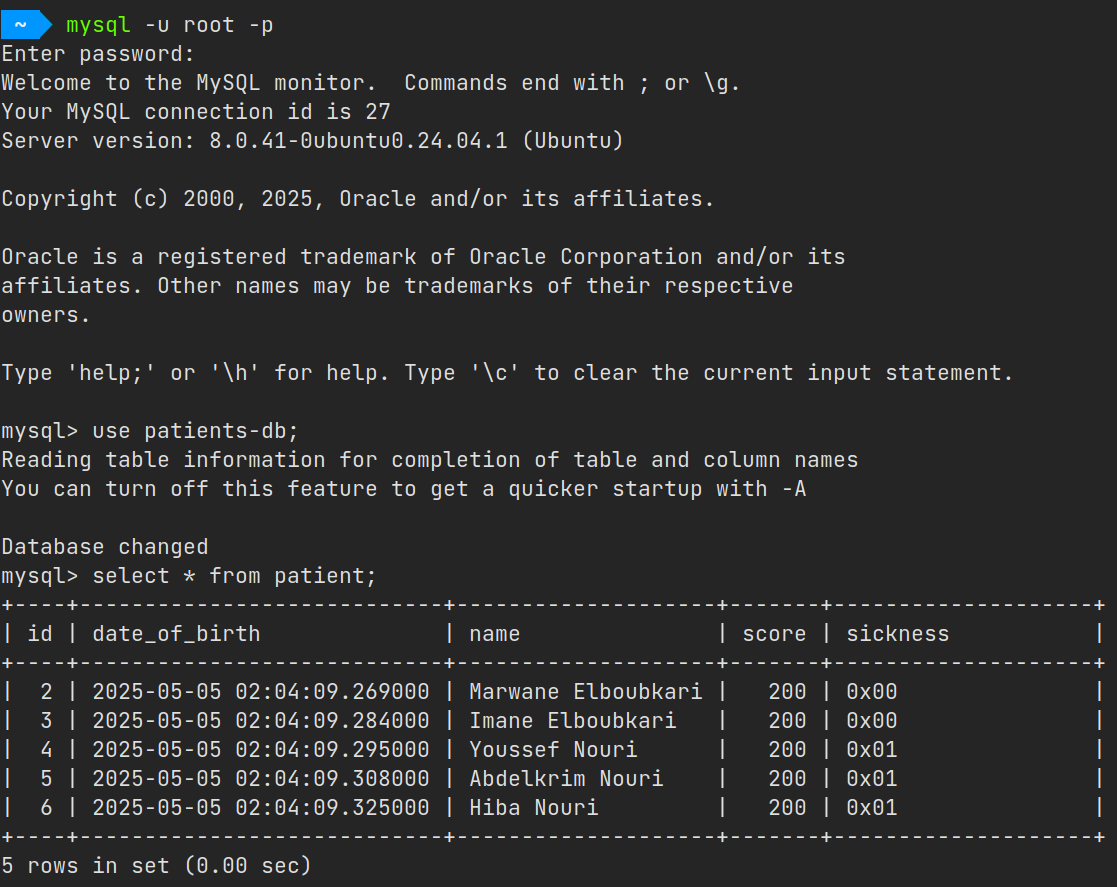 ~ mysql -u root -p
Enter password:
Welcome to the MySQL monitor.  Commands end with ; or \g.
Your MySQL connection id is 27
Server version: 8.0.41-0ubuntu0.24.04.1 (Ubuntu)

Copyright (c) 2000, 2025, Oracle and/or its affiliates.

Oracle is a registered trademark of Oracle Corporation and/or its
affiliates. Other names may be trademarks of their respective
owners.

Type 'help;' or '\h' for help. Type '\c' to clear the current input statement.

mysql> use patients-db;
Reading table information for completion of table and column names
You can turn off this feature to get a quicker startup with -A

Database changed
mysql> select * from patient;
+----+----------------------------+--------------------+-------+--------------------+
| id | date_of_birth              | name               | score | sickness           |
+----+----------------------------+--------------------+-------+--------------------+
|  2 | 2025-05-05 02:04:09.269000 | Marwane Elboubkari |   200 | 0x00               |
|  3 | 2025-05-05 02:04:09.284000 | Imane Elboubkari   |   200 | 0x00               |
|  4 | 2025-05-05 02:04:09.295000 | Youssef Nouri      |   200 | 0x01               |
|  5 | 2025-05-05 02:04:09.308000 | Abdelkrim Nouri    |   200 | 0x01               |
|  6 | 2025-05-05 02:04:09.325000 | Hiba Nouri         |   200 | 0x01               |
+----+----------------------------+--------------------+-------+--------------------+
5 rows in set (0.00 sec)